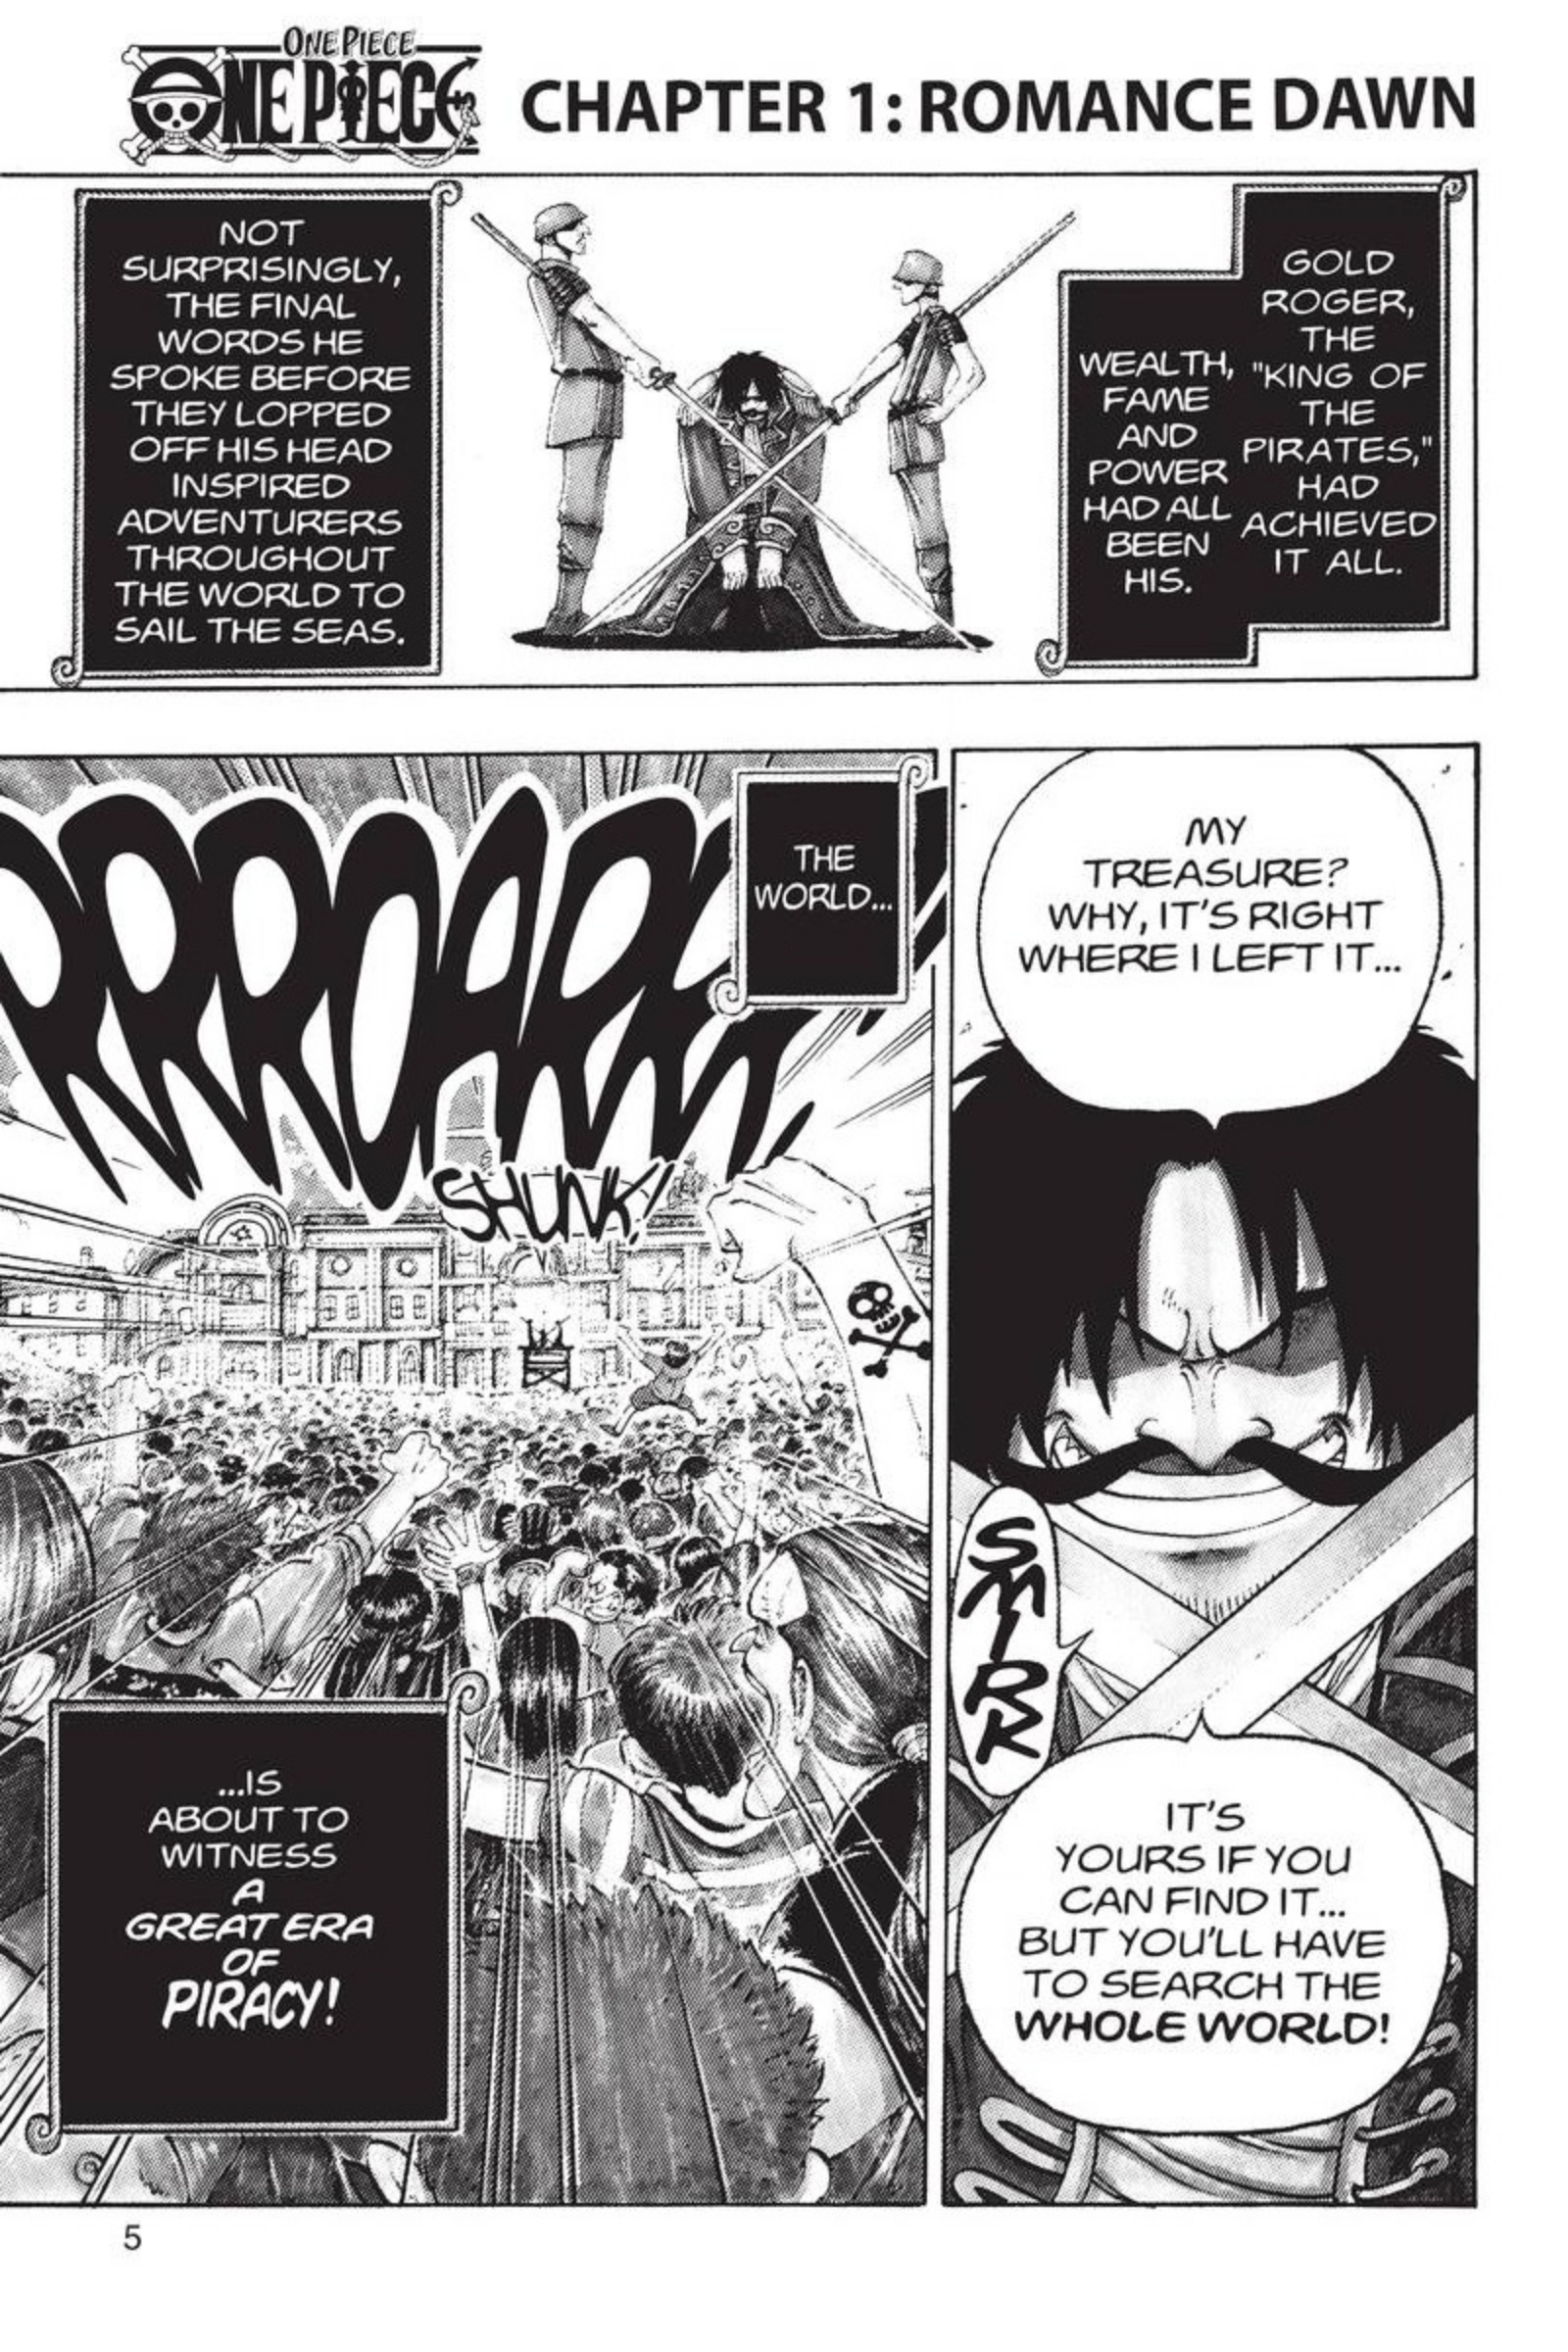 ONE PIECE
ONE PIECE
CHAPTER 1: ROMANCE DAWN
GOLD
ROGER,
THE
"KING OF
THE
PIRATES,"
HAD
ACHIEVED
IT ALL.
WEALTH,
FAME
AND
POWER
HAD ALL
BEEN
HIS.
NOT
SURPRISINGLY,
THE FINAL
WORDS HE
SPOKE BEFORE
THEY LOPPED
OFF HIS HEAD
INSPIRED
ADVENTURERS
THROUGHOUT
THE WORLD TO
SAIL THE SEAS.
MY
TREASURE?
WHY, IT'S RIGHT
WHERE I LEFT IT...
SMIRK
IT'S
YOURS IF YOU
CAN FIND IT...
BUT YOU'LL HAVE
TO SEARCH THE
WHOLE WORLD!
THE
WORLD...
RRROARR!
SHUNK!
...IS
ABOUT TO
WITNESS
A
GREAT ERA
OF
PIRACY!
5